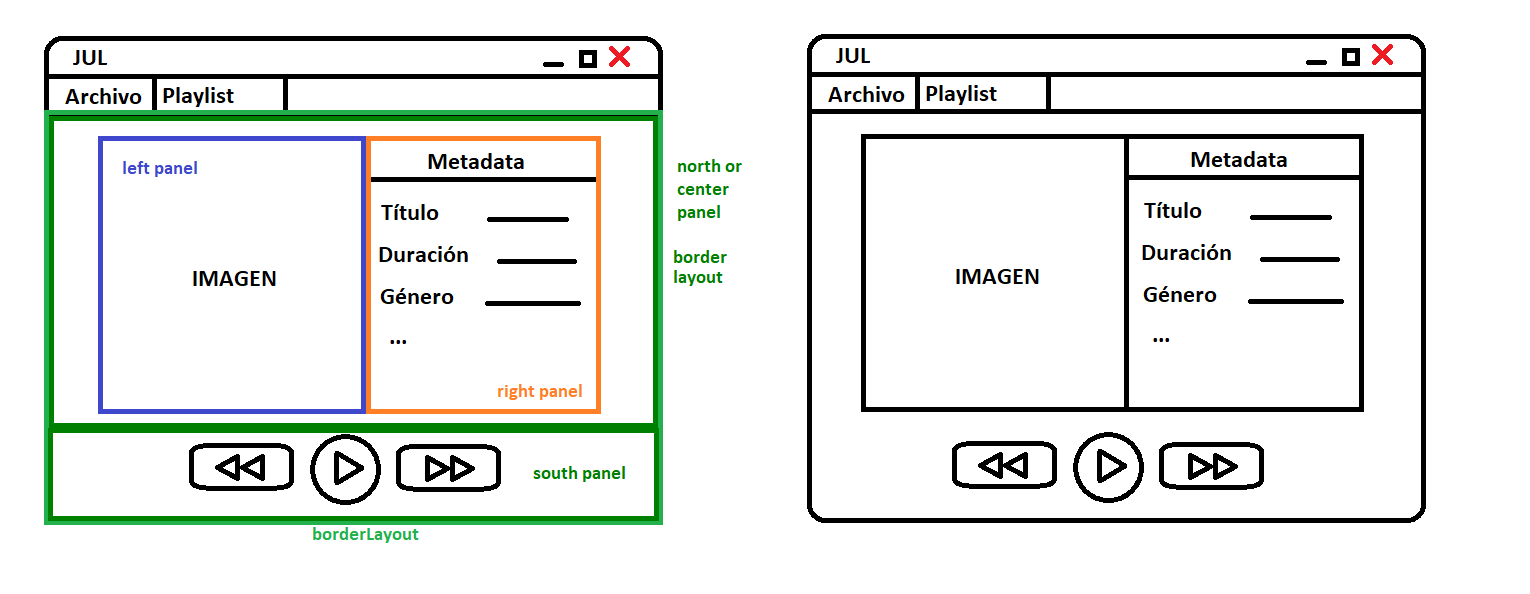 JUL
Archivo Playlist
left panel
Metadata
Título
Duración
Género
...
IMAGEN
right panel
north or
center
panel
border
layout
south panel
borderLayout
JUL
Archivo Playlist
Metadata
Título
Duración
Género
...
IMAGEN